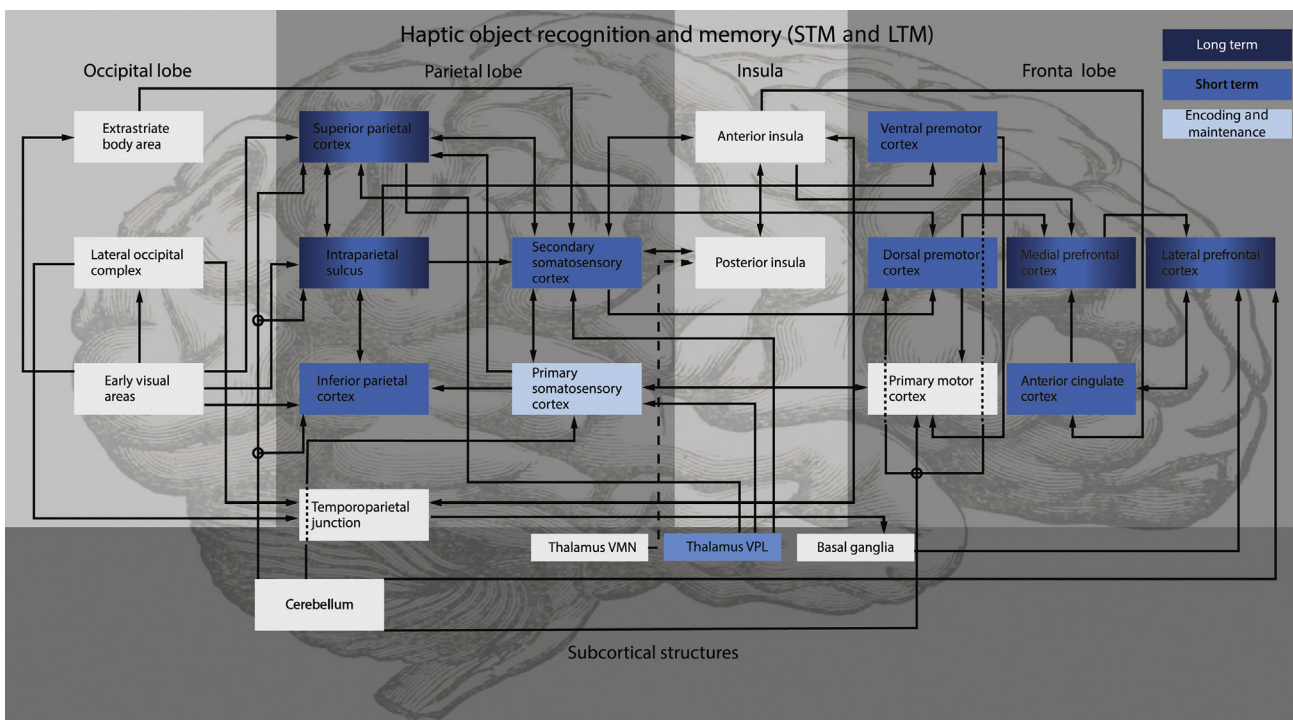 Haptic object recognition and memory (STM and LTM)
Long term
Short term
Encoding and
maintenance
Occipital lobe
Parietal lobe
Insula
Fronta lobe
Extrastriate
body area
Superior parietal
cortex
Anterior insula
Ventral premotor
cortex
Lateral occipital
complex
Intraparietal
sulcus
Secondary
somatosensory
cortex
Posterior insula
Dorsal premotor
cortex
Medial prefrontal
cortex
Lateral prefrontal
cortex
Early visual
areas
Inferior parietal
cortex
Primary
somatosensory
cortex
Primary motor
cortex
Anterior cingulate
cortex
Temporoparietal
junction
Thalamus VMN
Thalamus VPL
Basal ganglia
Cerebellum
Subcortical structures